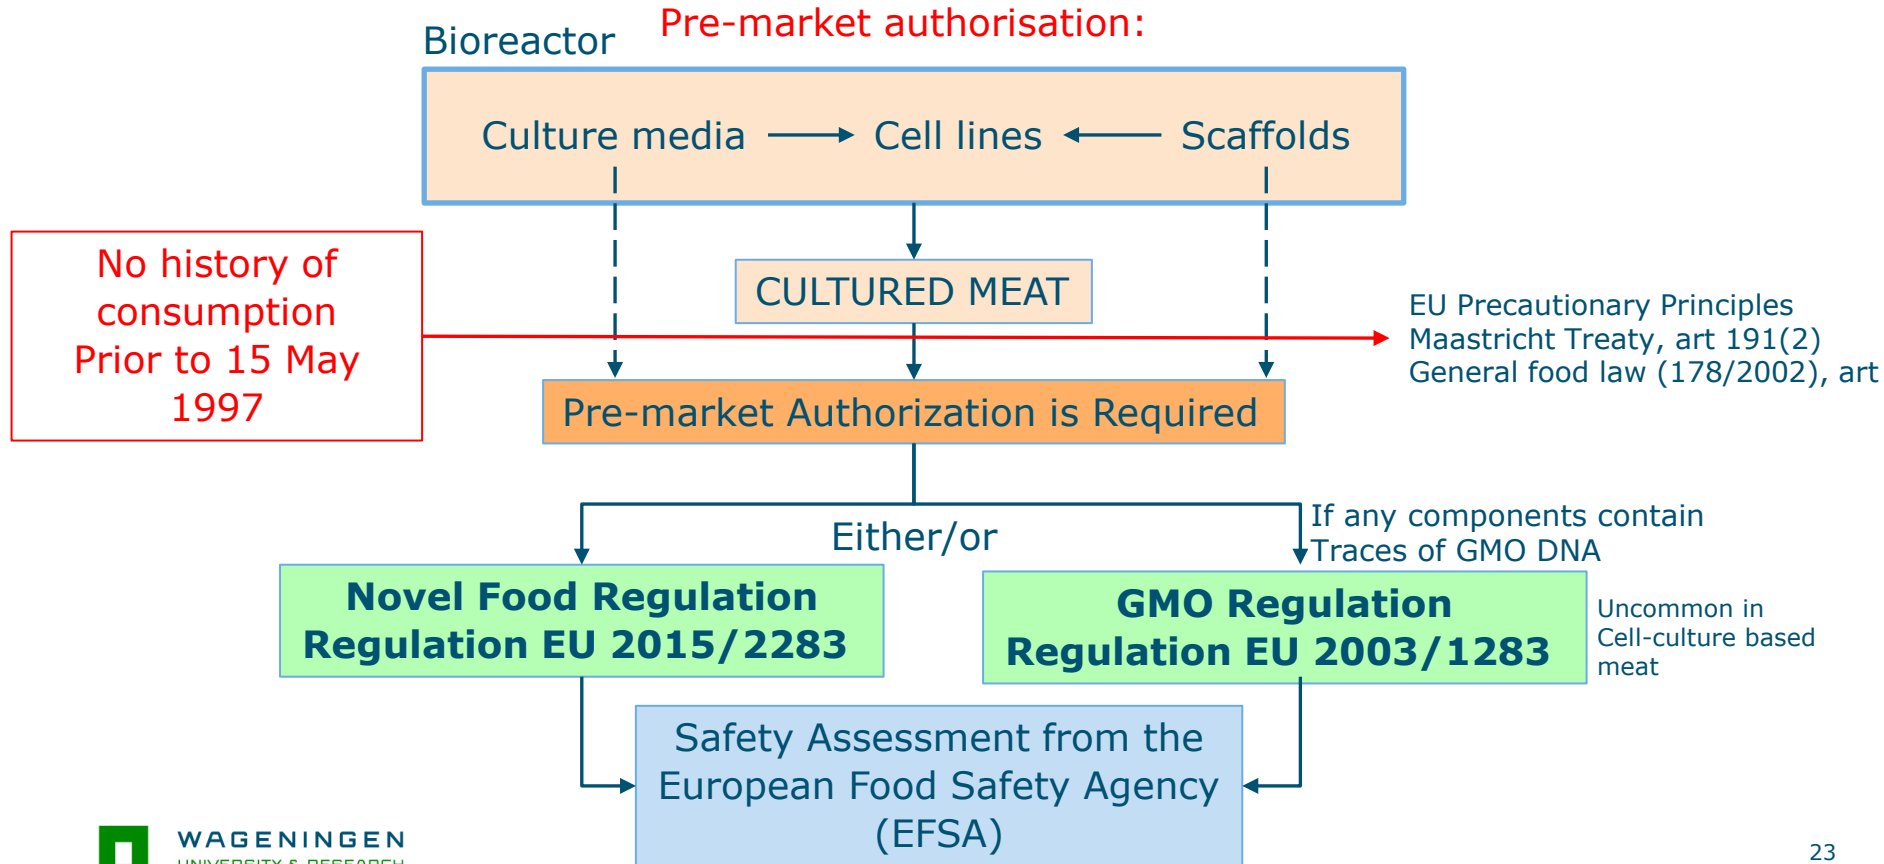 Pre-market authorisation:
Bioreactor
Culture media
Cell lines
Scaffolds
No history of
consumption
Prior to 15 May
1997
CULTURED MEAT
EU Precautionary Principles
Maastricht Treaty, art 191(2)
General food law (178/2002), art
Pre-market Authorization is Required
Either/or
If any components contain
Traces of GMO DNA
Novel Food Regulation
Regulation EU 2015/2283
GMO Regulation
Regulation EU 2003/1283
Uncommon in
Cell-culture based
meat
Safety Assessment from the
European Food Safety Agency
(EFSA)
WAGENINGEN
UNIVERSITY & RESEARCH
23